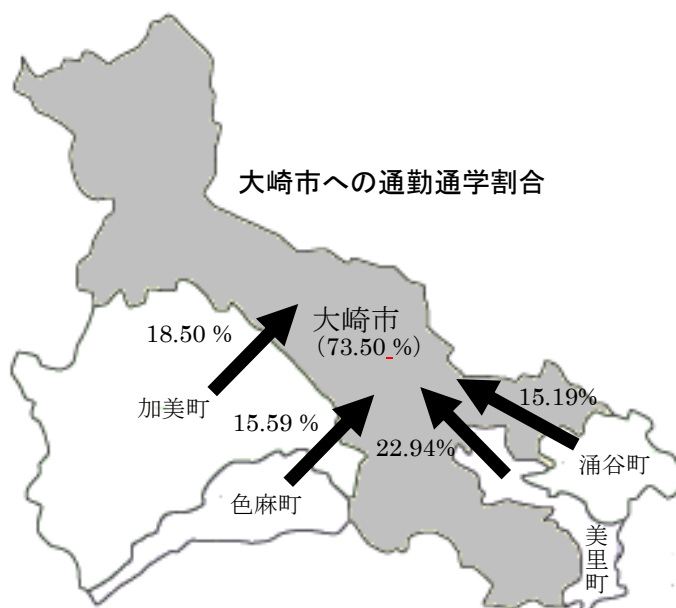 大崎市への通勤通学割合
18.50 %
大崎市
（73.50 %）
加美町
15.59 %
15.19%
22.94%
涌谷町
色麻町
美里町